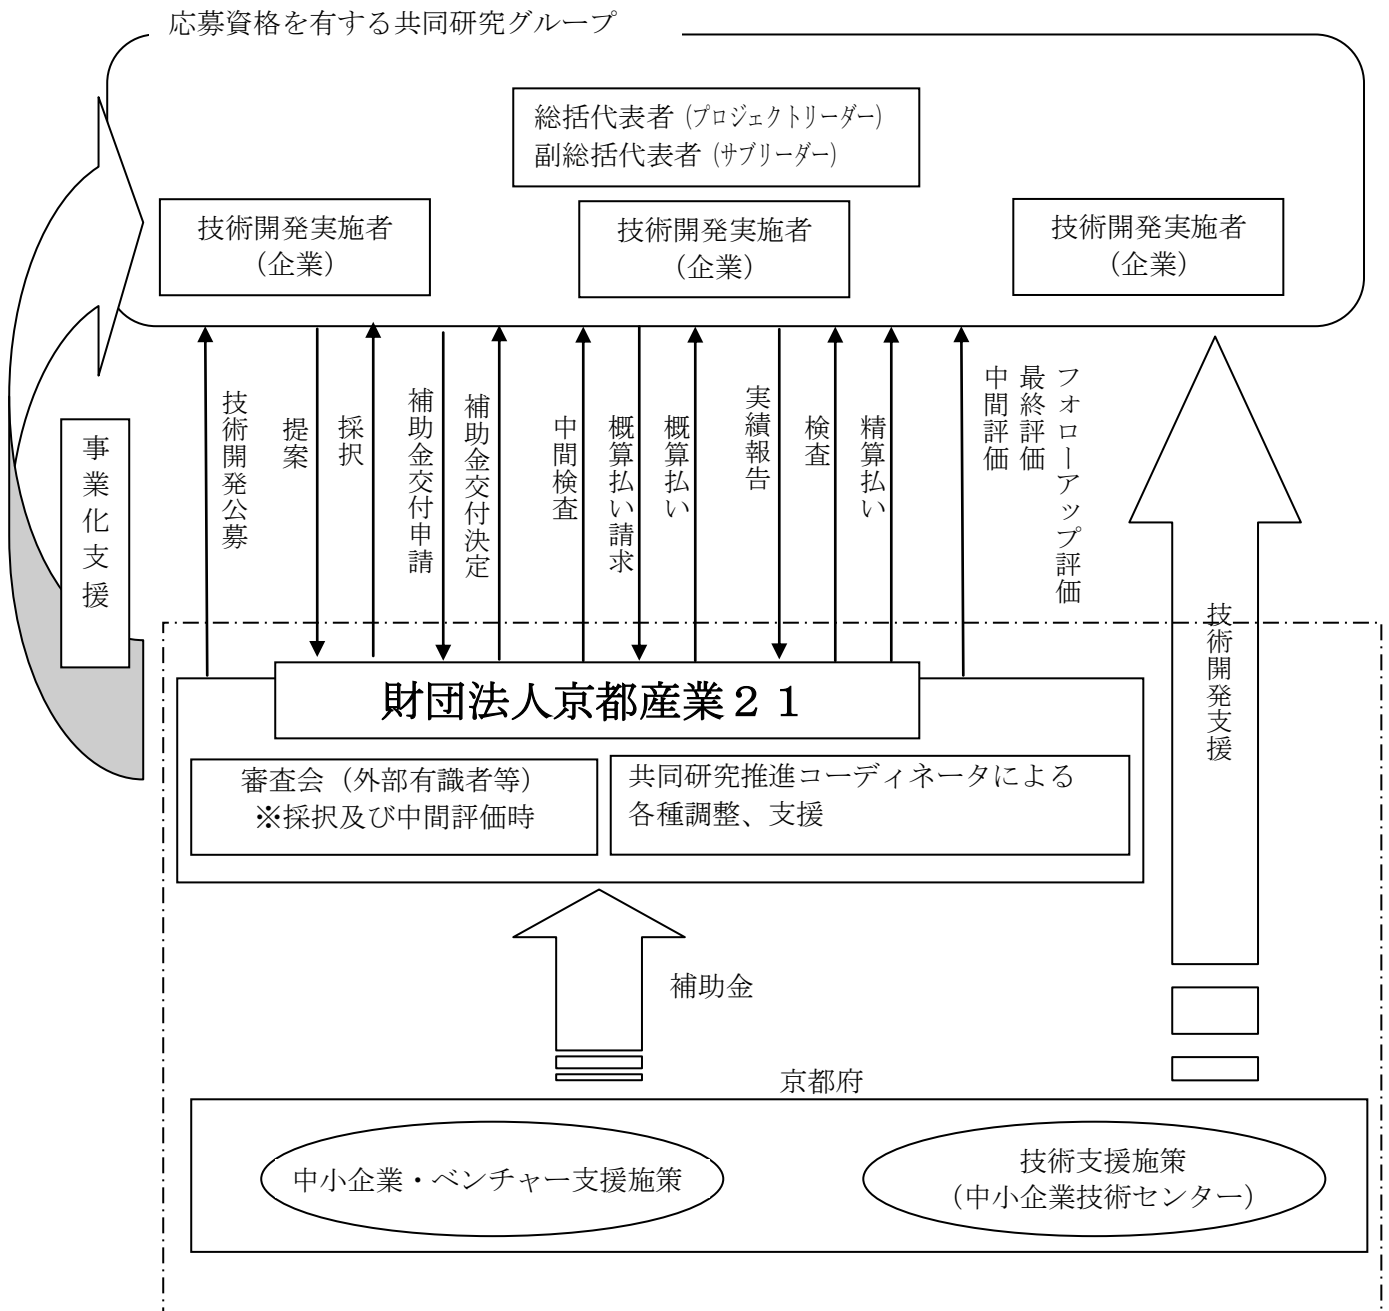 応募資格を有する共同研究グループ
総括代表者(プロジェクトリーダー)
副総括代表者(サブリーダー)
技術開発実施者
(企業)
技術開発実施者
(企業)
技術開発実施者
(企業)
事業化支援
技術開発公募
提案
採択
補助金交付申請
補助金交付決定
中間検査
概算払い請求
概算払い
実績報告
検査
精算払い
中間評価
最終評価
フォローアップ評価
技術開発支援
財団法人京都産業21
審査会(外部有識者等)
※採択及び中間評価時
共同研究推進コーディネータによる
各種調整、支援
補助金
京都府
中小企業・ベンチャー支援施策
技術支援施策
(中小企業技術センター)